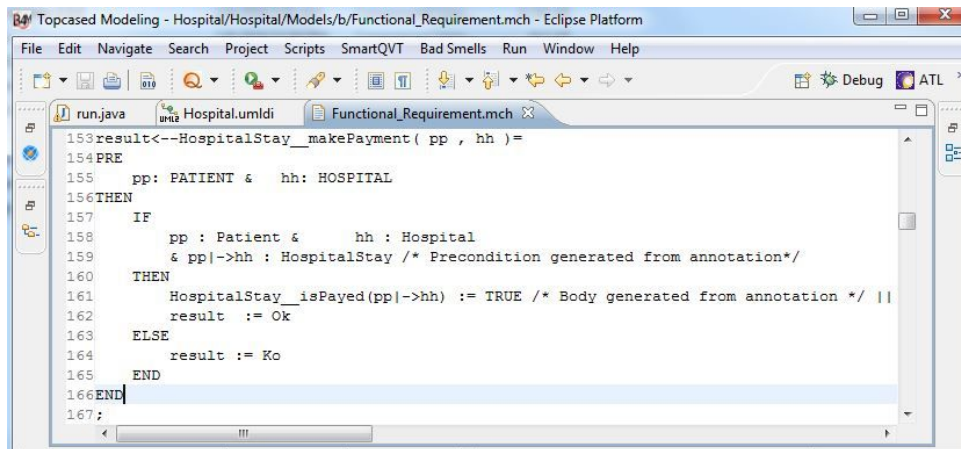 Topcased Modeling - Hospital/Hospital/Models/b/Functional_Requirement.mch - Eclipse Platform
File Edit Navigate Search Project Scripts SmartQVT Bad Smells Run Window Help
Debug ATL
run.java Hospital.umldi Functional_Requirement.mch
153 result<--HospitalStay__makePayment( pp , hh )=
154 PRE
155 pp: PATIENT & hh: HOSPITAL
156 THEN
157 IF
158 pp : Patient & hh : Hospital
159 & pp|->hh : HospitalStay /* Precondition generated from annotation*/
160 THEN
161 HospitalStay__isPayed(pp|->hh) := TRUE /* Body generated from annotation */ ||
162 result := Ok
163 ELSE
164 result := Ko
165 END
166 END
167 ;